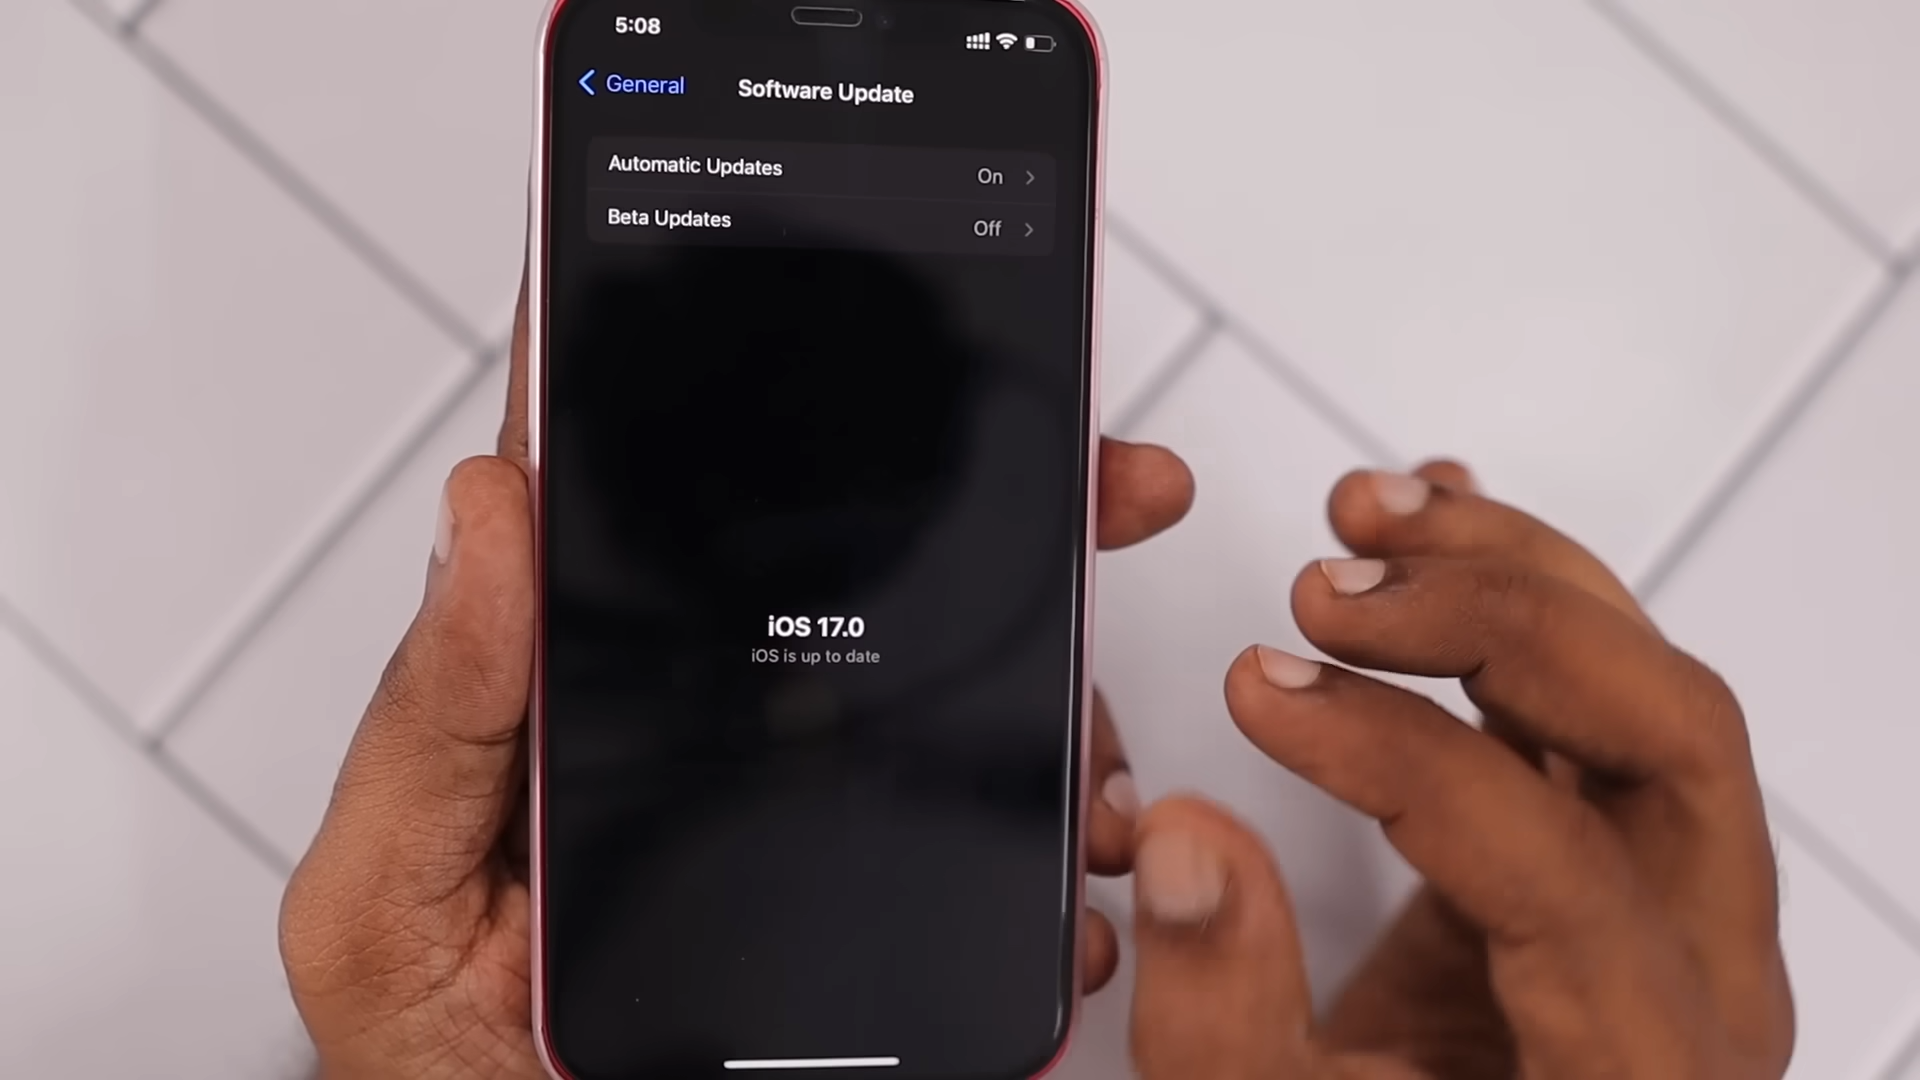 5:08
General
Software Update
Automatic Updates On
Beta Updates Off
iOS 17.0
iOS is up to date